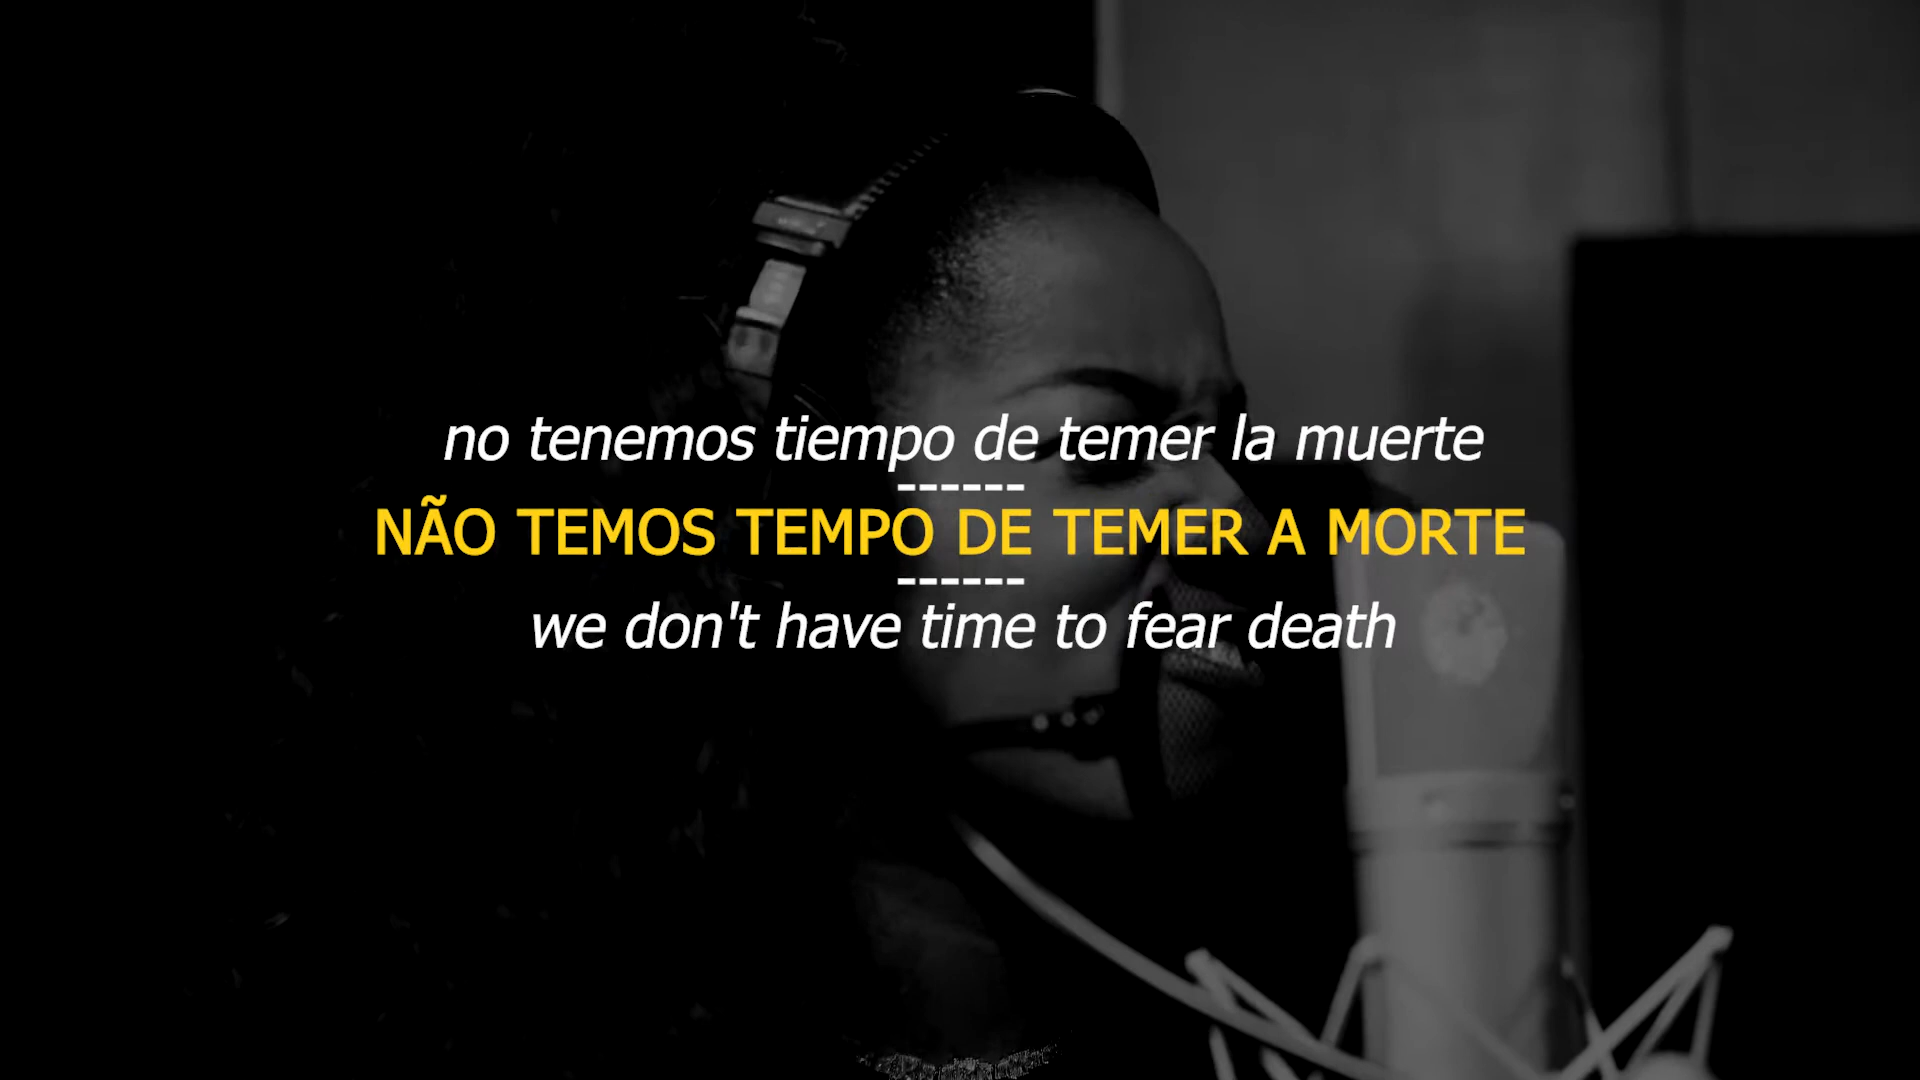 no tenemos tiempo de temer la muerte
------
NÃO TEMOS TEMPO DE TEMER A MORTE
------
we don't have time to fear death